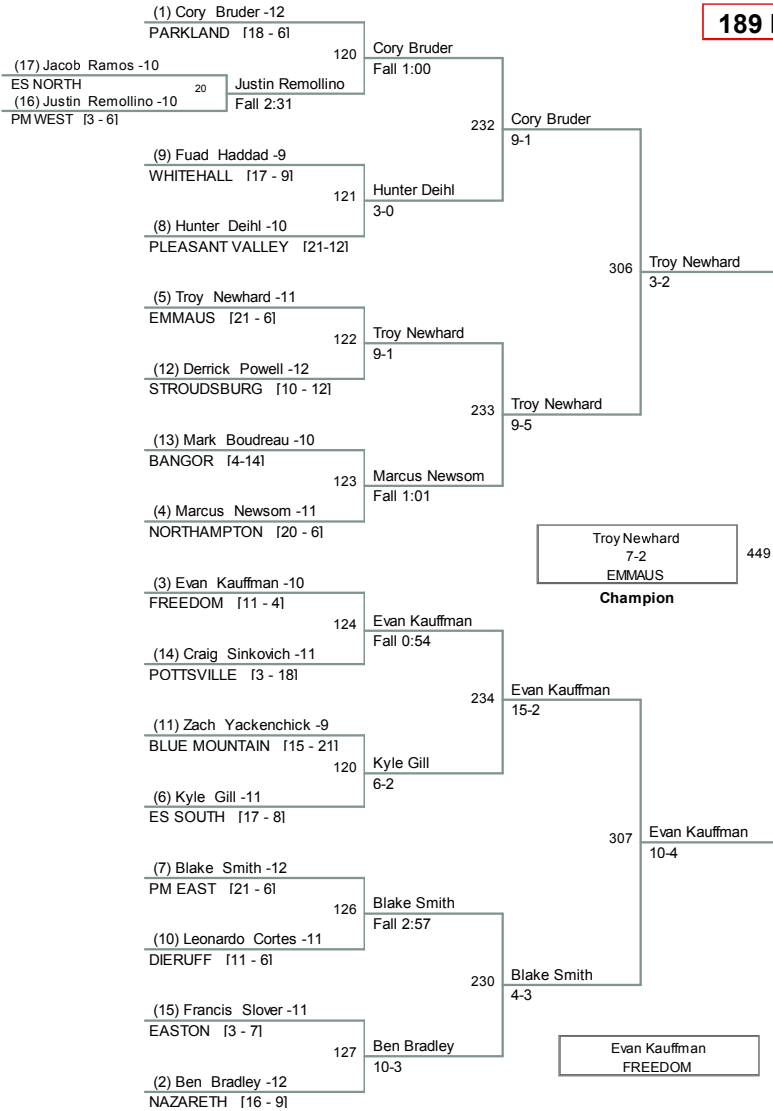 (1) Cory Bruder -12
189
PARKLAND [18 - 6]
120
Cory Bruder
Fall 1:00
(17) Jacob Ramos -10
ES NORTH
20
Justin Remollino
Fall 2:31
(16) Justin Remollino -10
PM WEST [3 - 6]
232
Cory Bruder
9-1
(9) Fuad Haddad -9
WHITEHALL [17 - 9]
121
Hunter Deihl
3-0
(8) Hunter Deihl -10
PLEASANT VALLEY [21-12]
306
Troy Newhard
3-2
(5) Troy Newhard -11
EMMAUS [21 - 6]
122
Troy Newhard
9-1
(12) Derrick Powell -12
STROUDSBURG [10 - 12]
233
Troy Newhard
9-5
(13) Mark Boudreau -10
BANGOR [4-14]
123
Marcus Newsom
Fall 1:01
(4) Marcus Newsom -11
NORTHAMPTON [20 - 6]
Troy Newhard
7-2
EMMAUS
449
Champion
(3) Evan Kauffman -10
FREEDOM [11 - 4]
124
Evan Kauffman
Fall 0:54
(14) Craig Sinkovich -11
POTTSVILLE [3 - 18]
234
Evan Kauffman
15-2
(11) Zach Yackenchick -9
BLUE MOUNTAIN [15 - 21]
120
Kyle Gill
6-2
(6) Kyle Gill -11
ES SOUTH [17 - 8]
307
Evan Kauffman
10-4
(7) Blake Smith -12
PM EAST [21 - 6]
126
Blake Smith
Fall 2:57
(10) Leonardo Cortes -11
DIERUFF [11 - 6]
230
Blake Smith
4-3
(15) Francis Slover -11
EASTON [3 - 7]
127
Ben Bradley
10-3
(2) Ben Bradley -12
NAZARETH [16 - 9]
Evan Kauffman
FREEDOM